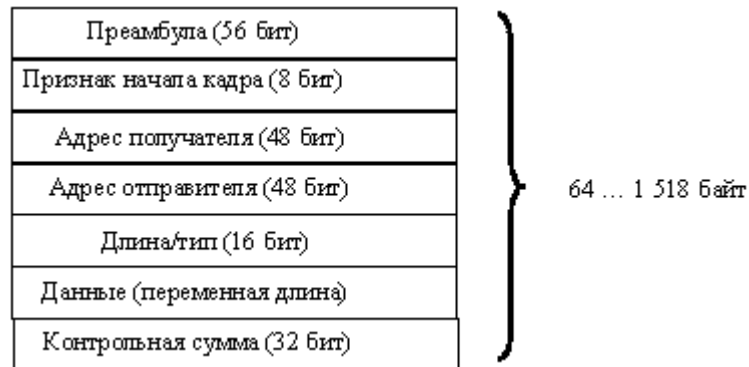 Преамбула (56 бит)
Признак начала кадра (8 бит)
Адрес получателя (48 бит)
Адрес отправителя (48 бит)
64 ... 1 518 байт
Длина/тип (16 бит)
Данные (переменная длина)
Контрольная сумма (32 бит)